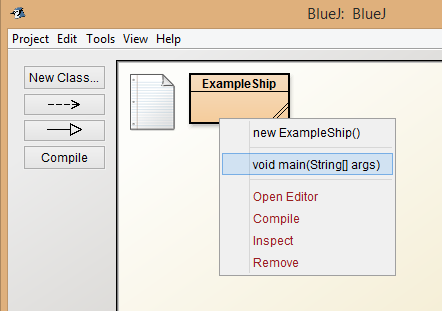 BlueJ: BlueJ
Project Edit Tools View Help
New Class...
Compile
ExampleShip
new ExampleShip()
void main(String[] args)
Open Editor
Compile
Inspect
Remove